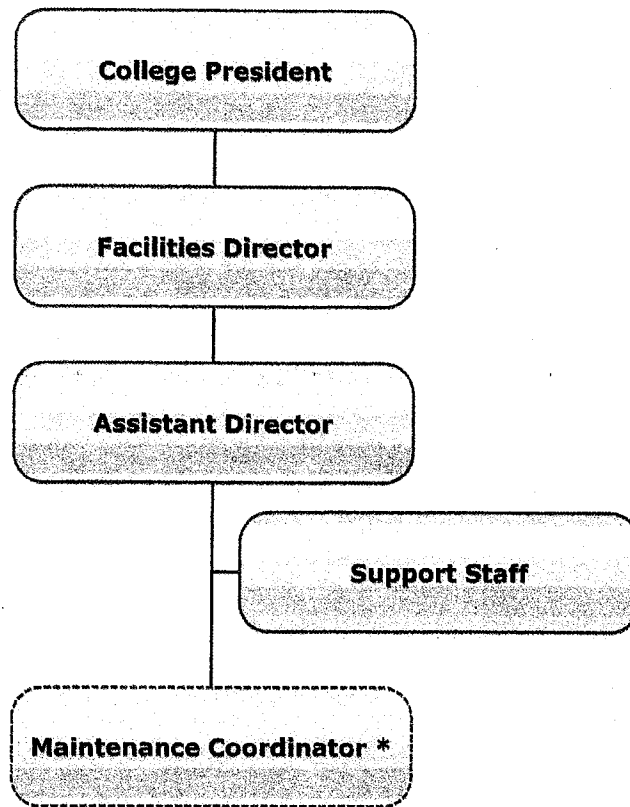 College President
Facilities Director
Assistant Director
Support Staff
Maintenance Coordinator *